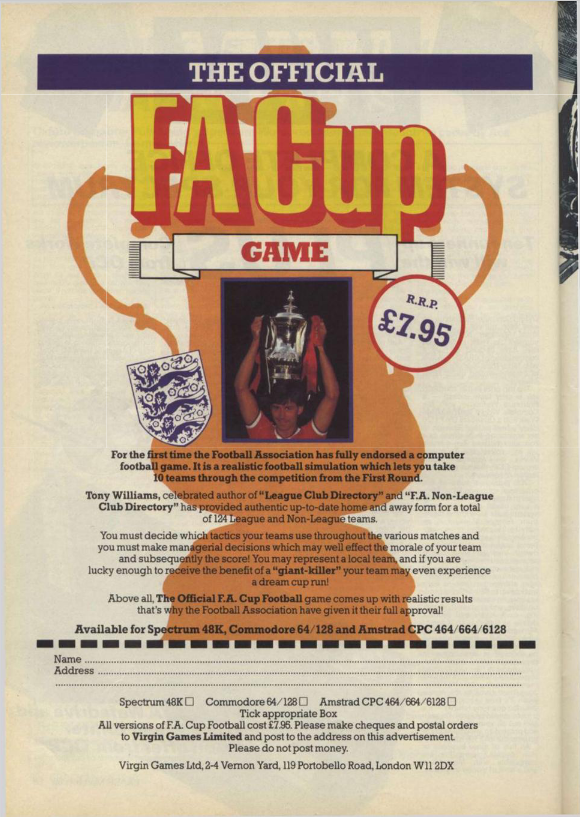 THE OFFICIAL
FA Cup
GAME
R.R.P.
£7.95
For the first time the Football Association has fully endorsed a computer
football game. It is a realistic football simulation which lets you take
10 teams through the competition from the First Round.
Tony Williams, celebrated author of "League Club Directory" and "F.A. Non-League
Club Directory" has provided authentic up-to-date home and away form for a total
of 124 League and Non-League teams.
You must decide which tactics your teams use throughout the various matches and
you must make managerial decisions which may well effect the morale of your team
and subsequently the score! You may represent a local team, and if you are
lucky enough to receive the benefit of a "giant-killer" your team may even experience
a dream cup run!
Above all, The Official F.A. Cup Football game comes up with realistic results
that's why the Football Association have given it their full approval!
Available for Spectrum 48K, Commodore 64/128 and Amstrad CPC 464/664/6128
Name
Address
Spectrum 48K Commodore 64/128 Amstrad CPC 464/664/6128
Tick appropriate Box
All versions of F.A. Cup Football cost £7.95. Please make cheques and postal orders
to Virgin Games Limited and post to the address on this advertisement.
Please do not post money.
Virgin Games Ltd, 2-4 Vernon Yard, 119 Portobello Road, London W11 2DX